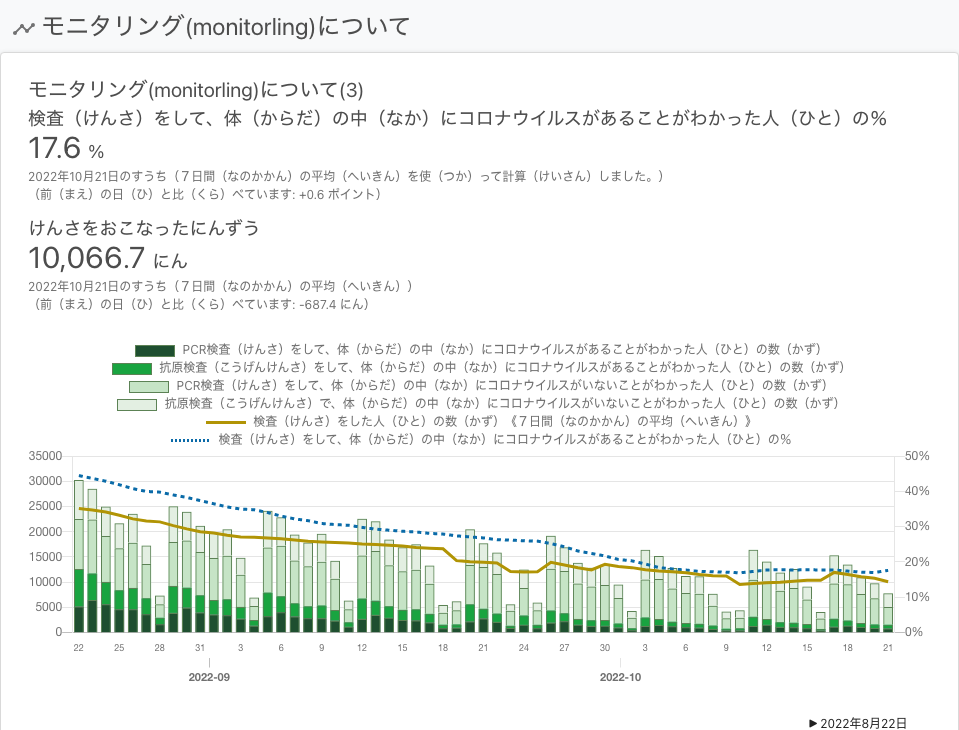 モニタリング(monitorling)について
モニタリング(monitorling)について(3)
検査（けんさ）をして、体（からだ）の中（なか）にコロナウイルスがあることがわかった人（ひと）の%
17.6 %
2022年10月21日のすうち（７日間（なのかかん）の平均（へいきん）を使（つか）って計算（けいさん）しました。）
（前（まえ）の日（ひ）と比（くら）べています: +0.6 ポイント）
けんさをおこなったにんずう
10,066.7 にん
2022年10月21日のすうち（７日間（なのかかん）の平均（へいきん））
（前（まえ）の日（ひ）と比（くら）べています: -687.4 にん）
PCR検査（けんさ）をして、体（からだ）の中（なか）にコロナウイルスがあることがわかった人（ひと）の数（かず）
抗原検査（こうげんけんさ）をして、体（からだ）の中（なか）にコロナウイルスがあることがわかった人（ひと）の数（かず）
PCR検査（けんさ）をして、体（からだ）の中（なか）にコロナウイルスがいないことがわかった人（ひと）の数（かず）
抗原検査（こうげんけんさ）で、体（からだ）の中（なか）にコロナウイルスがいないことがわかった人（ひと）の数（かず）
検査（けんさ）をした人（ひと）の数（かず）《７日間（なのかかん）の平均（へいきん）》
検査（けんさ）をして、体（からだ）の中（なか）にコロナウイルスがあることがわかった人（ひと）の%
35000 50%
30000 40%
25000
20000 30%
15000 20%
10000
5000 10%
0 0%
22 25 28 31 3 6 9 12 15 18 21 24 27 30 3 6 9 12 15 18 21
2022-09 2022-10
▶ 2022年8月22日